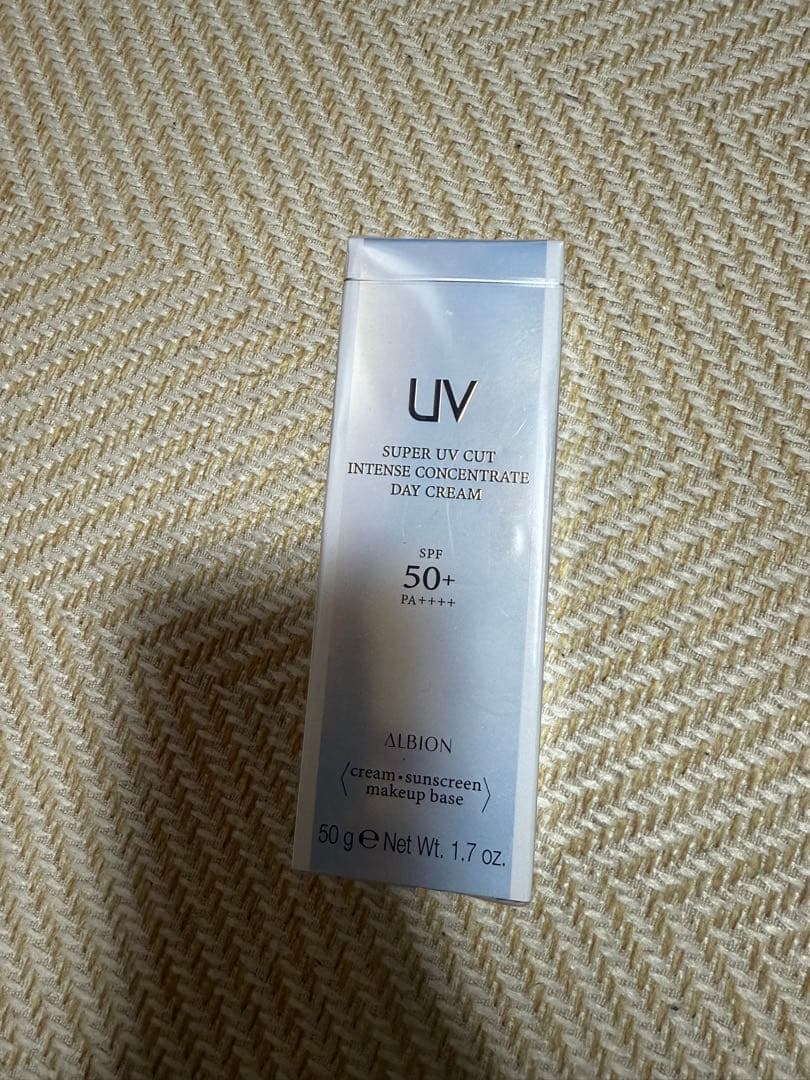 UV
SUPER UV CUT
INTENSE CONCENTRATE
DAY CREAM
SPF
50+
PA++++
ALBION
〈cream・sunscreen
makeup base〉
50 g ℮ Net Wt. 1.7 oz.